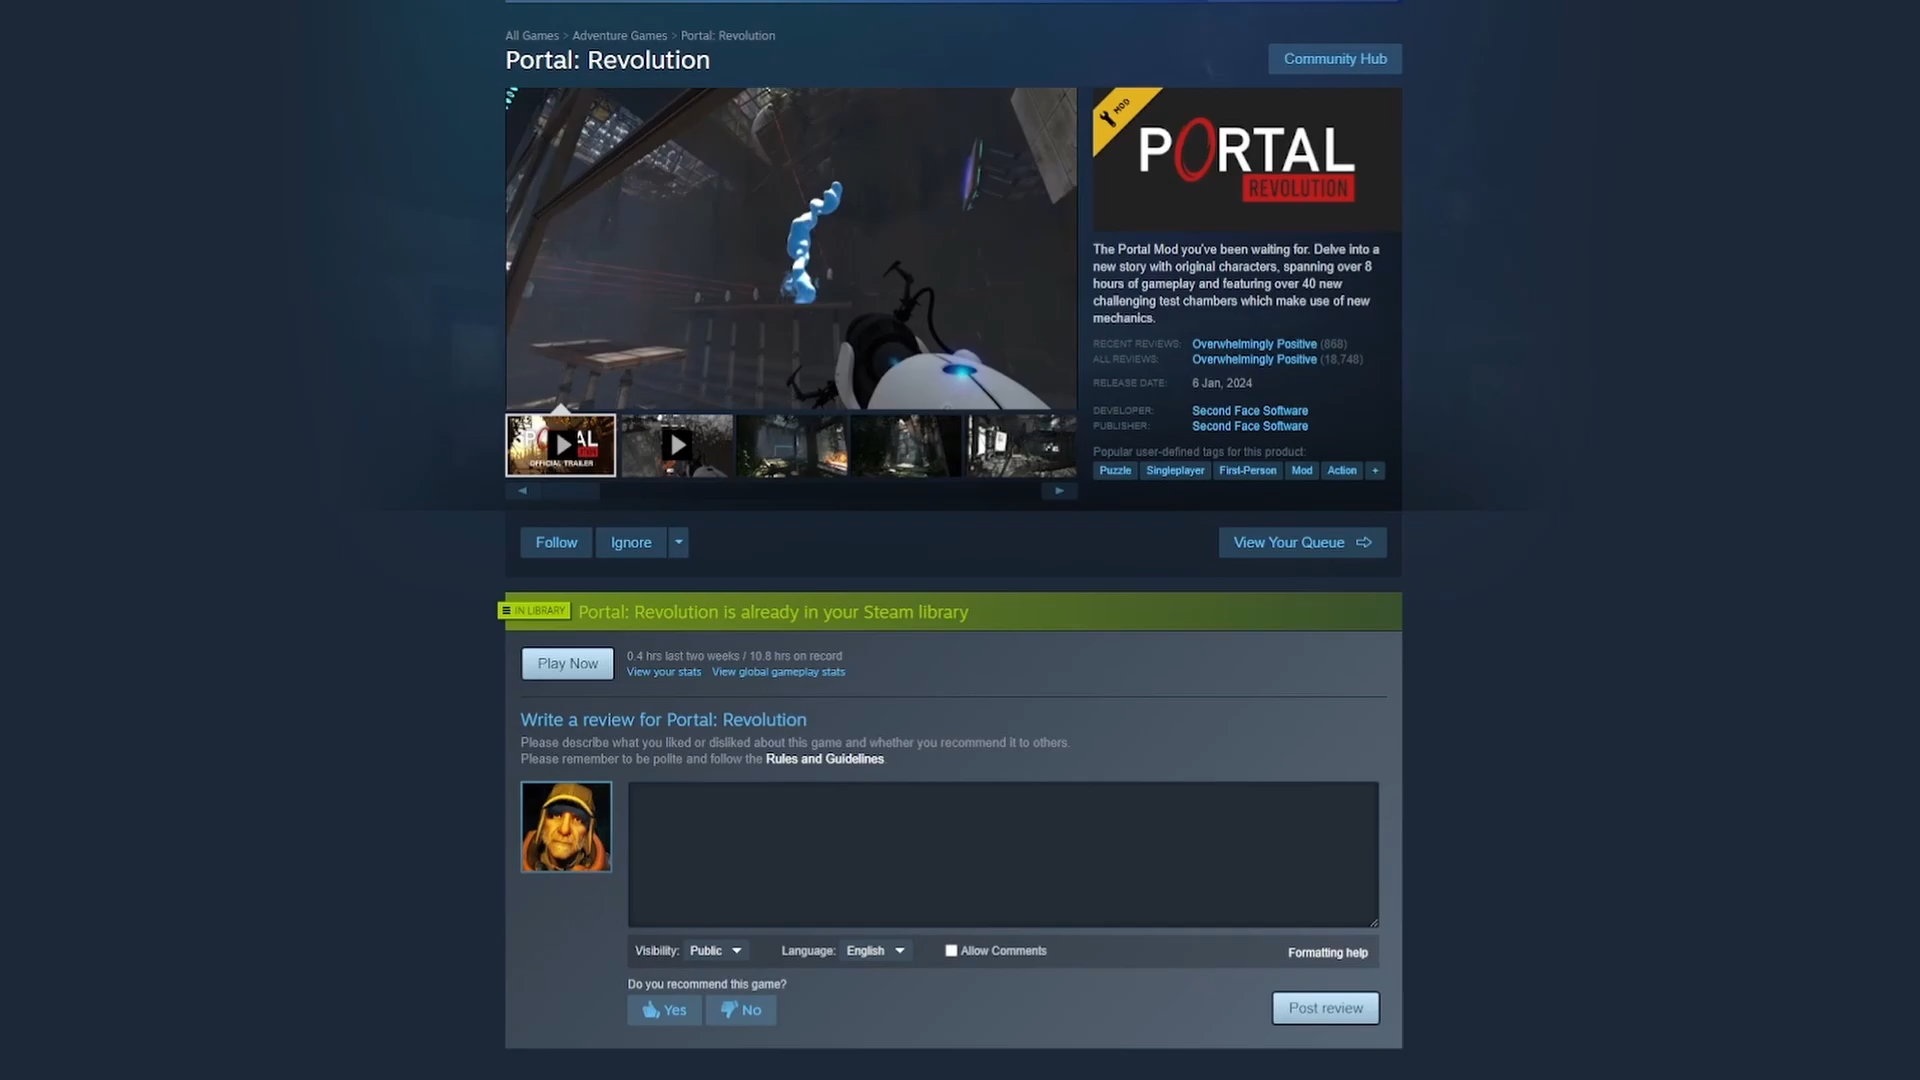 All Games > Adventure Games > Portal: Revolution
Portal: Revolution
Community Hub
MOD
PORTAL
REVOLUTION
The Portal Mod you've been waiting for. Delve into a
new story with original characters, spanning over 8
hours of gameplay and featuring over 40 new
challenging test chambers which make use of new
mechanics.
RECENT REVIEWS: Overwhelmingly Positive (868)
ALL REVIEWS: Overwhelmingly Positive (18,748)
RELEASE DATE: 6 Jan, 2024
DEVELOPER: Second Face Software
PUBLISHER: Second Face Software
Popular user-defined tags for this product:
Puzzle Singleplayer First-Person Mod Action +
OFFICIAL TRAILER
Follow Ignore
View Your Queue
IN LIBRARY Portal: Revolution is already in your Steam library
Play Now
0.4 hrs last two weeks / 10.8 hrs on record
View your stats View global gameplay stats
Write a review for Portal: Revolution
Please describe what you liked or disliked about this game and whether you recommend it to others.
Please remember to be polite and follow the Rules and Guidelines.
Visibility: Public Language: English Allow Comments Formatting help
Do you recommend this game?
Yes No
Post review